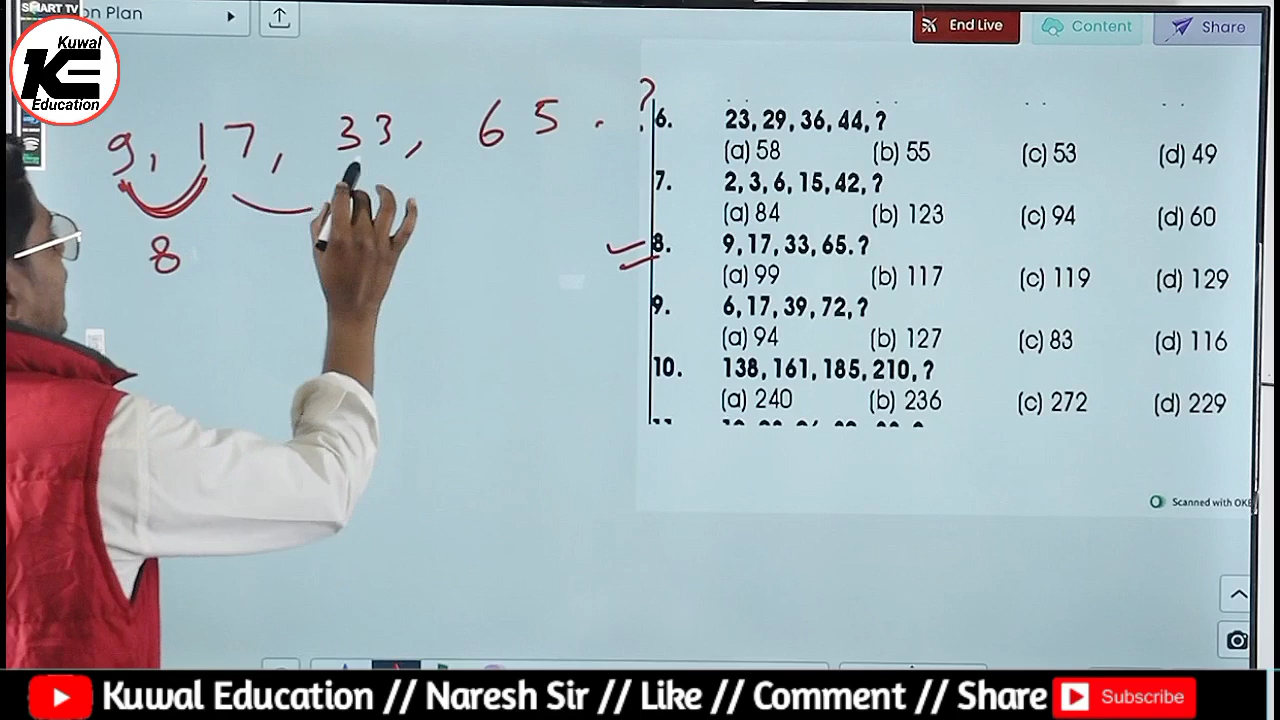 SMART TV
on Plan
End Live
Content
Share
Kuwal
KE
Education
9, 17, 33, 65. ?
8
6. 23, 29, 36, 44, ?
(a) 58 (b) 55 (c) 53 (d) 49
7. 2, 3, 6, 15, 42, ?
(a) 84 (b) 123 (c) 94 (d) 60
8. 9, 17, 33, 65. ?
(a) 99 (b) 117 (c) 119 (d) 129
9. 6, 17, 39, 72, ?
(a) 94 (b) 127 (c) 83 (d) 116
10. 138, 161, 185, 210, ?
(a) 240 (b) 236 (c) 272 (d) 229
Scanned with OKE
Kuwal Education // Naresh Sir // Like // Comment // Share
Subscribe